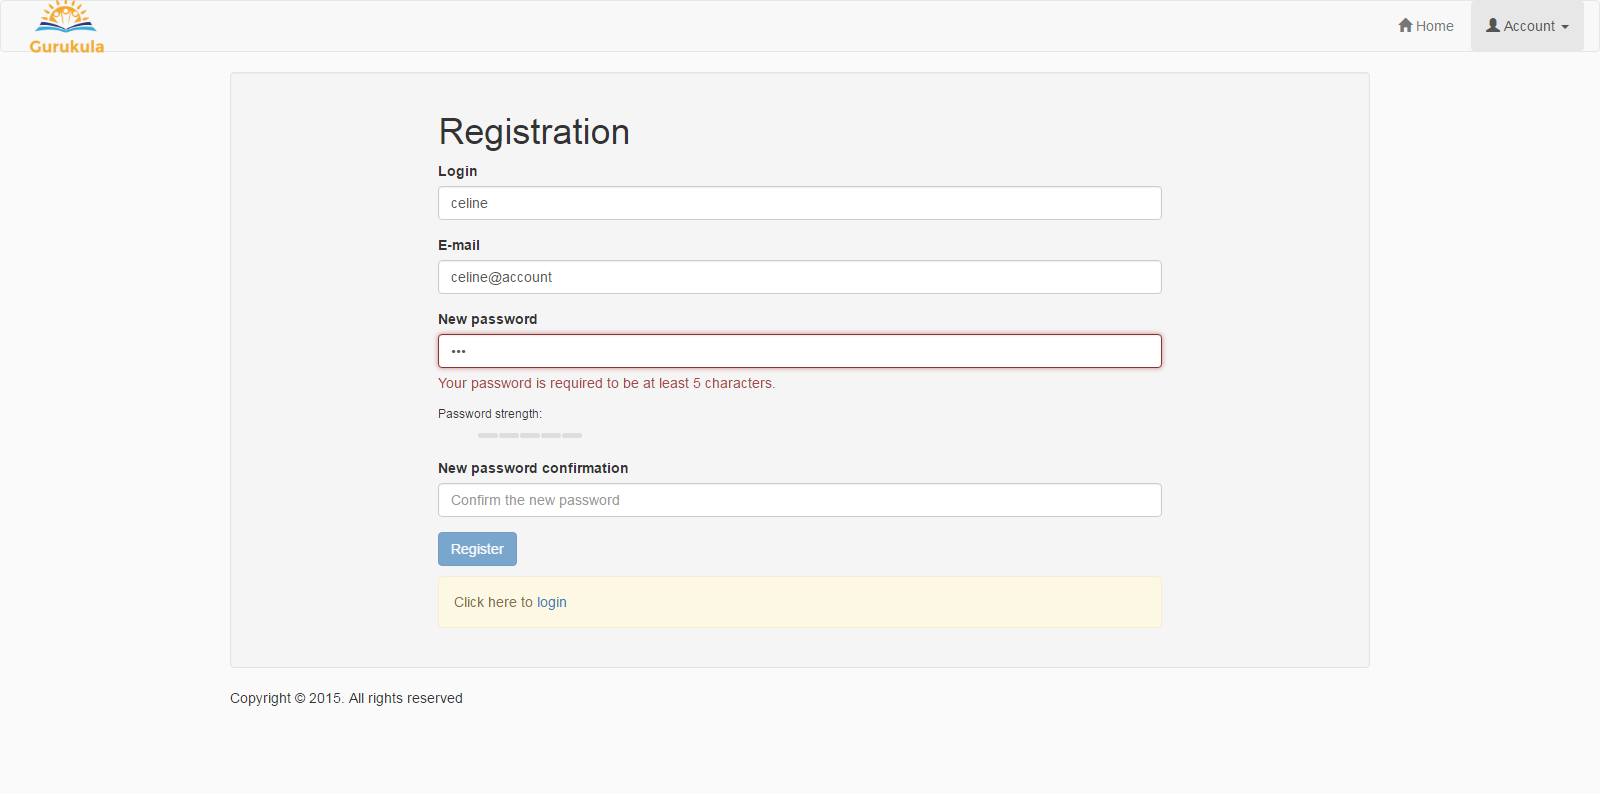 Gurukula
Home
Account
Registration
Login
celine
E-mail
celine@account
New password
•••
Your password is required to be at least 5 characters.
Password strength:
New password confirmation
Confirm the new password
Register
Click here to login
Copyright © 2015. All rights reserved